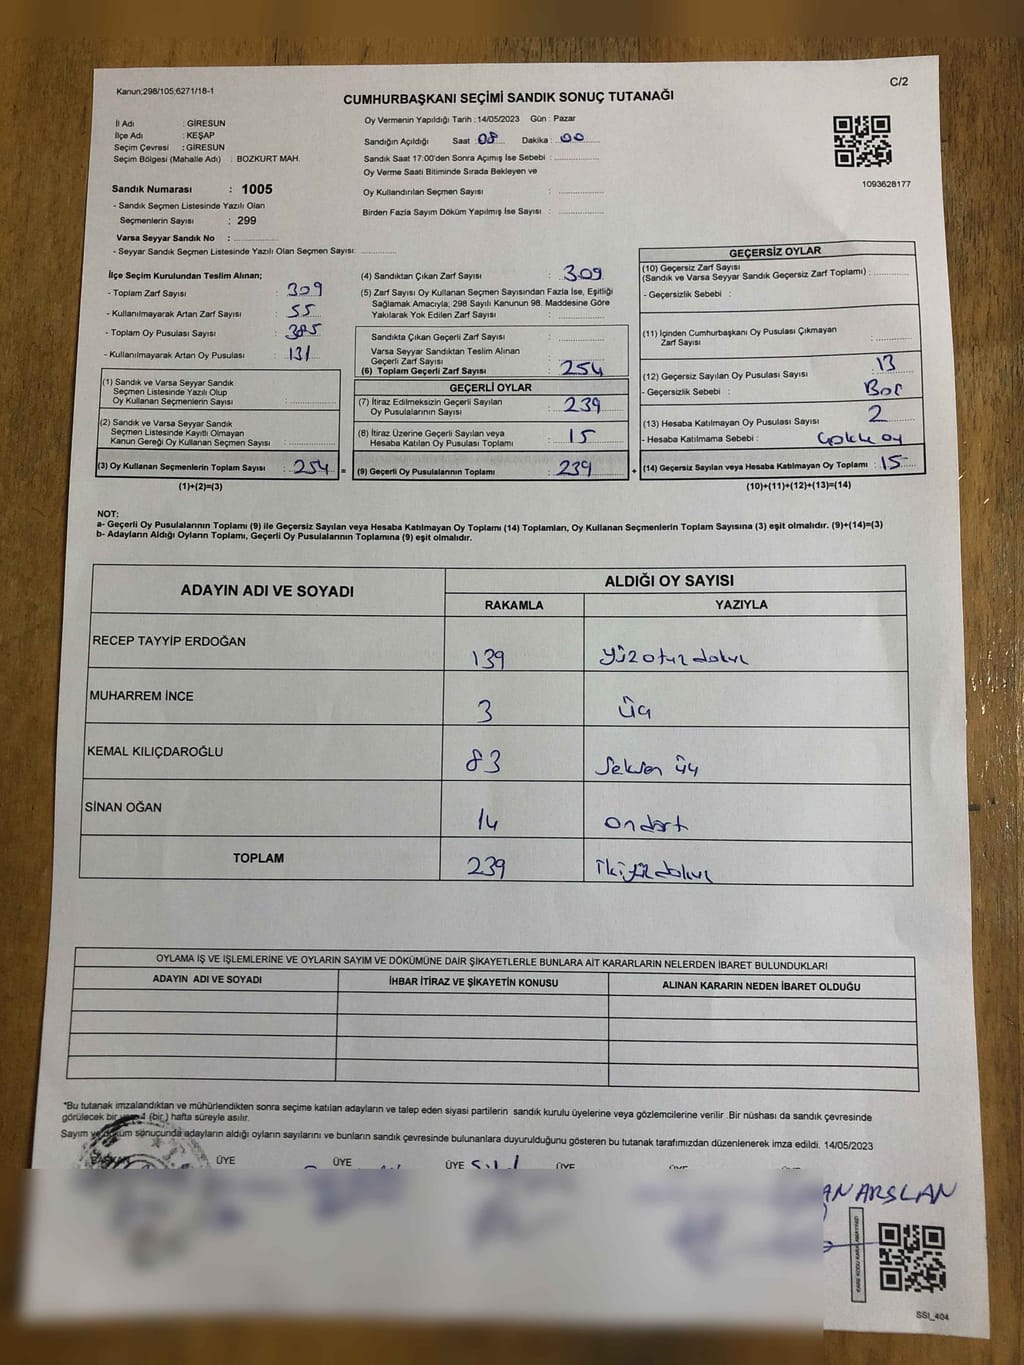 Kanun;298/105;6271/18-1
C/2
CUMHURBAŞKANI SEÇİMİ SANDIK SONUÇ TUTANAĞI
İl Adı : GİRESUN
İlçe Adı : KEŞAP
Seçim Çevresi : GİRESUN
Seçim Bölgesi (Mahalle Adı) : BOZKURT MAH.
Sandık Numarası : 1005
- Sandık Seçmen Listesinde Yazılı Olan
Seçmenlerin Sayısı : 299
Varsa Seyyar Sandık No :
- Seyyar Sandık Seçmen Listesinde Yazılı Olan Seçmen Sayısı:
Oy Vermenin Yapıldığı Tarih : 14/05/2023 Gün : Pazar
Sandığın Açıldığı Saat : 08 Dakika : 00
Sandık Saat 17:00'den Sonra Açımış İse Sebebi :
Oy Verme Saati Bitiminde Sırada Bekleyen ve
Oy Kullandırılan Seçmen Sayısı :
Birden Fazla Sayım Döküm Yapılmış İse Sayısı :
1093628177
İlçe Seçim Kurulundan Teslim Alınan;
- Toplam Zarf Sayısı : 309
- Kullanılmayarak Artan Zarf Sayısı : 55
- Toplam Oy Pusulası Sayısı : 385
- Kullanılmayarak Artan Oy Pusulası : 131
(1) Sandık ve Varsa Seyyar Sandık
Seçmen Listesinde Yazılı Olup
Oy Kullanan Seçmenlerin Sayısı :
(2) Sandık ve Varsa Seyyar Sandık
Seçmen Listesinde Kayıtlı Olmayan
Kanun Gereği Oy Kullanan Seçmen Sayısı :
(3) Oy Kullanan Seçmenlerin Toplam Sayısı : 254 =
(1)+(2)=(3)
(4) Sandıktan Çıkan Zarf Sayısı : 309
(5) Zarf Sayısı Oy Kullanan Seçmen Sayısından Fazla İse, Eşitliği
Sağlamak Amacıyla; 298 Sayılı Kanunun 98. Maddesine Göre
Yakılarak Yok Edilen Zarf Sayısı :
Sandıkta Çıkan Geçerli Zarf Sayısı :
Varsa Seyyar Sandıktan Teslim Alınan
Geçerli Zarf Sayısı :
(6) Toplam Geçerli Zarf Sayısı : 254
GEÇERLİ OYLAR
(7) İtiraz Edilmeksizin Geçerli Sayılan
Oy Pusulalarının Sayısı : 239
(8) İtiraz Üzerine Geçerli Sayılan veya
Hesaba Katılan Oy Pusulası Toplamı : 15
(9) Geçerli Oy Pusulalarının Toplamı : 239 +
GEÇERSİZ OYLAR
(10) Geçersiz Zarf Sayısı
(Sandık ve Varsa Seyyar Sandık Geçersiz Zarf Toplamı) :
- Geçersizlik Sebebi :
(11) İçinden Cumhurbaşkanı Oy Pusulası Çıkmayan
Zarf Sayısı :
(12) Geçersiz Sayılan Oy Pusulası Sayısı : 13
- Geçersizlik Sebebi : Boş
(13) Hesaba Katılmayan Oy Pusulası Sayısı : 2
- Hesaba Katılmama Sebebi : oy
(14) Geçersiz Sayılan veya Hesaba Katılmayan Oy Toplamı : 15
(10)+(11)+(12)+(13)=(14)
NOT:
a- Geçerli Oy Pusulalarının Toplamı (9) ile Geçersiz Sayılan veya Hesaba Katılmayan Oy Toplamı (14) Toplamları, Oy Kullanan Seçmenlerin Toplam Sayısına (3) eşit olmalıdır. (9)+(14)=(3)
b- Adayların Aldığı Oyların Toplamı, Geçerli Oy Pusulalarının Toplamına (9) eşit olmalıdır.
ADAYIN ADI VE SOYADI ALDIĞI OY SAYISI
RAKAMLA YAZIYLA
RECEP TAYYİP ERDOĞAN 139 Yüzotuz dokuz
MUHARREM İNCE 3 üç
KEMAL KILIÇDAROĞLU 83 Seksen üç
SİNAN OĞAN 14 ondört
TOPLAM 239 ikiyüz dokuz
OYLAMA İŞ VE İŞLEMLERİNE VE OYLARIN SAYIM VE DÖKÜMÜNE DAİR ŞİKAYETLERLE BUNLARA AİT KARARLARIN NELERDEN İBARET BULUNDUKLARI
ADAYIN ADI VE SOYADI İHBAR İTİRAZ VE ŞİKAYETİN KONUSU ALINAN KARARIN NEDEN İBARET OLDUĞU
*Bu tutanak imzalandıktan ve mühürlendikten sonra seçime katılan adayların ve talep eden siyasi partilerin sandık kurulu üyelerine veya gözlemcilerine verilir. Bir nüshası da sandık çevresinde
görülecek bir yere 1 (bir) hafta süreyle asılır.
Sayım ve döküm sonucunda adayların aldığı oyların sayılarını ve bunların sandık çevresinde bulunanlara duyurulduğunu gösteren bu tutanak tarafımızdan düzenlenerek imza edildi. 14/05/2023
BAŞKAN ÜYE ÜYE ÜYE ÜYE
AN ARSLAN
SSI_404